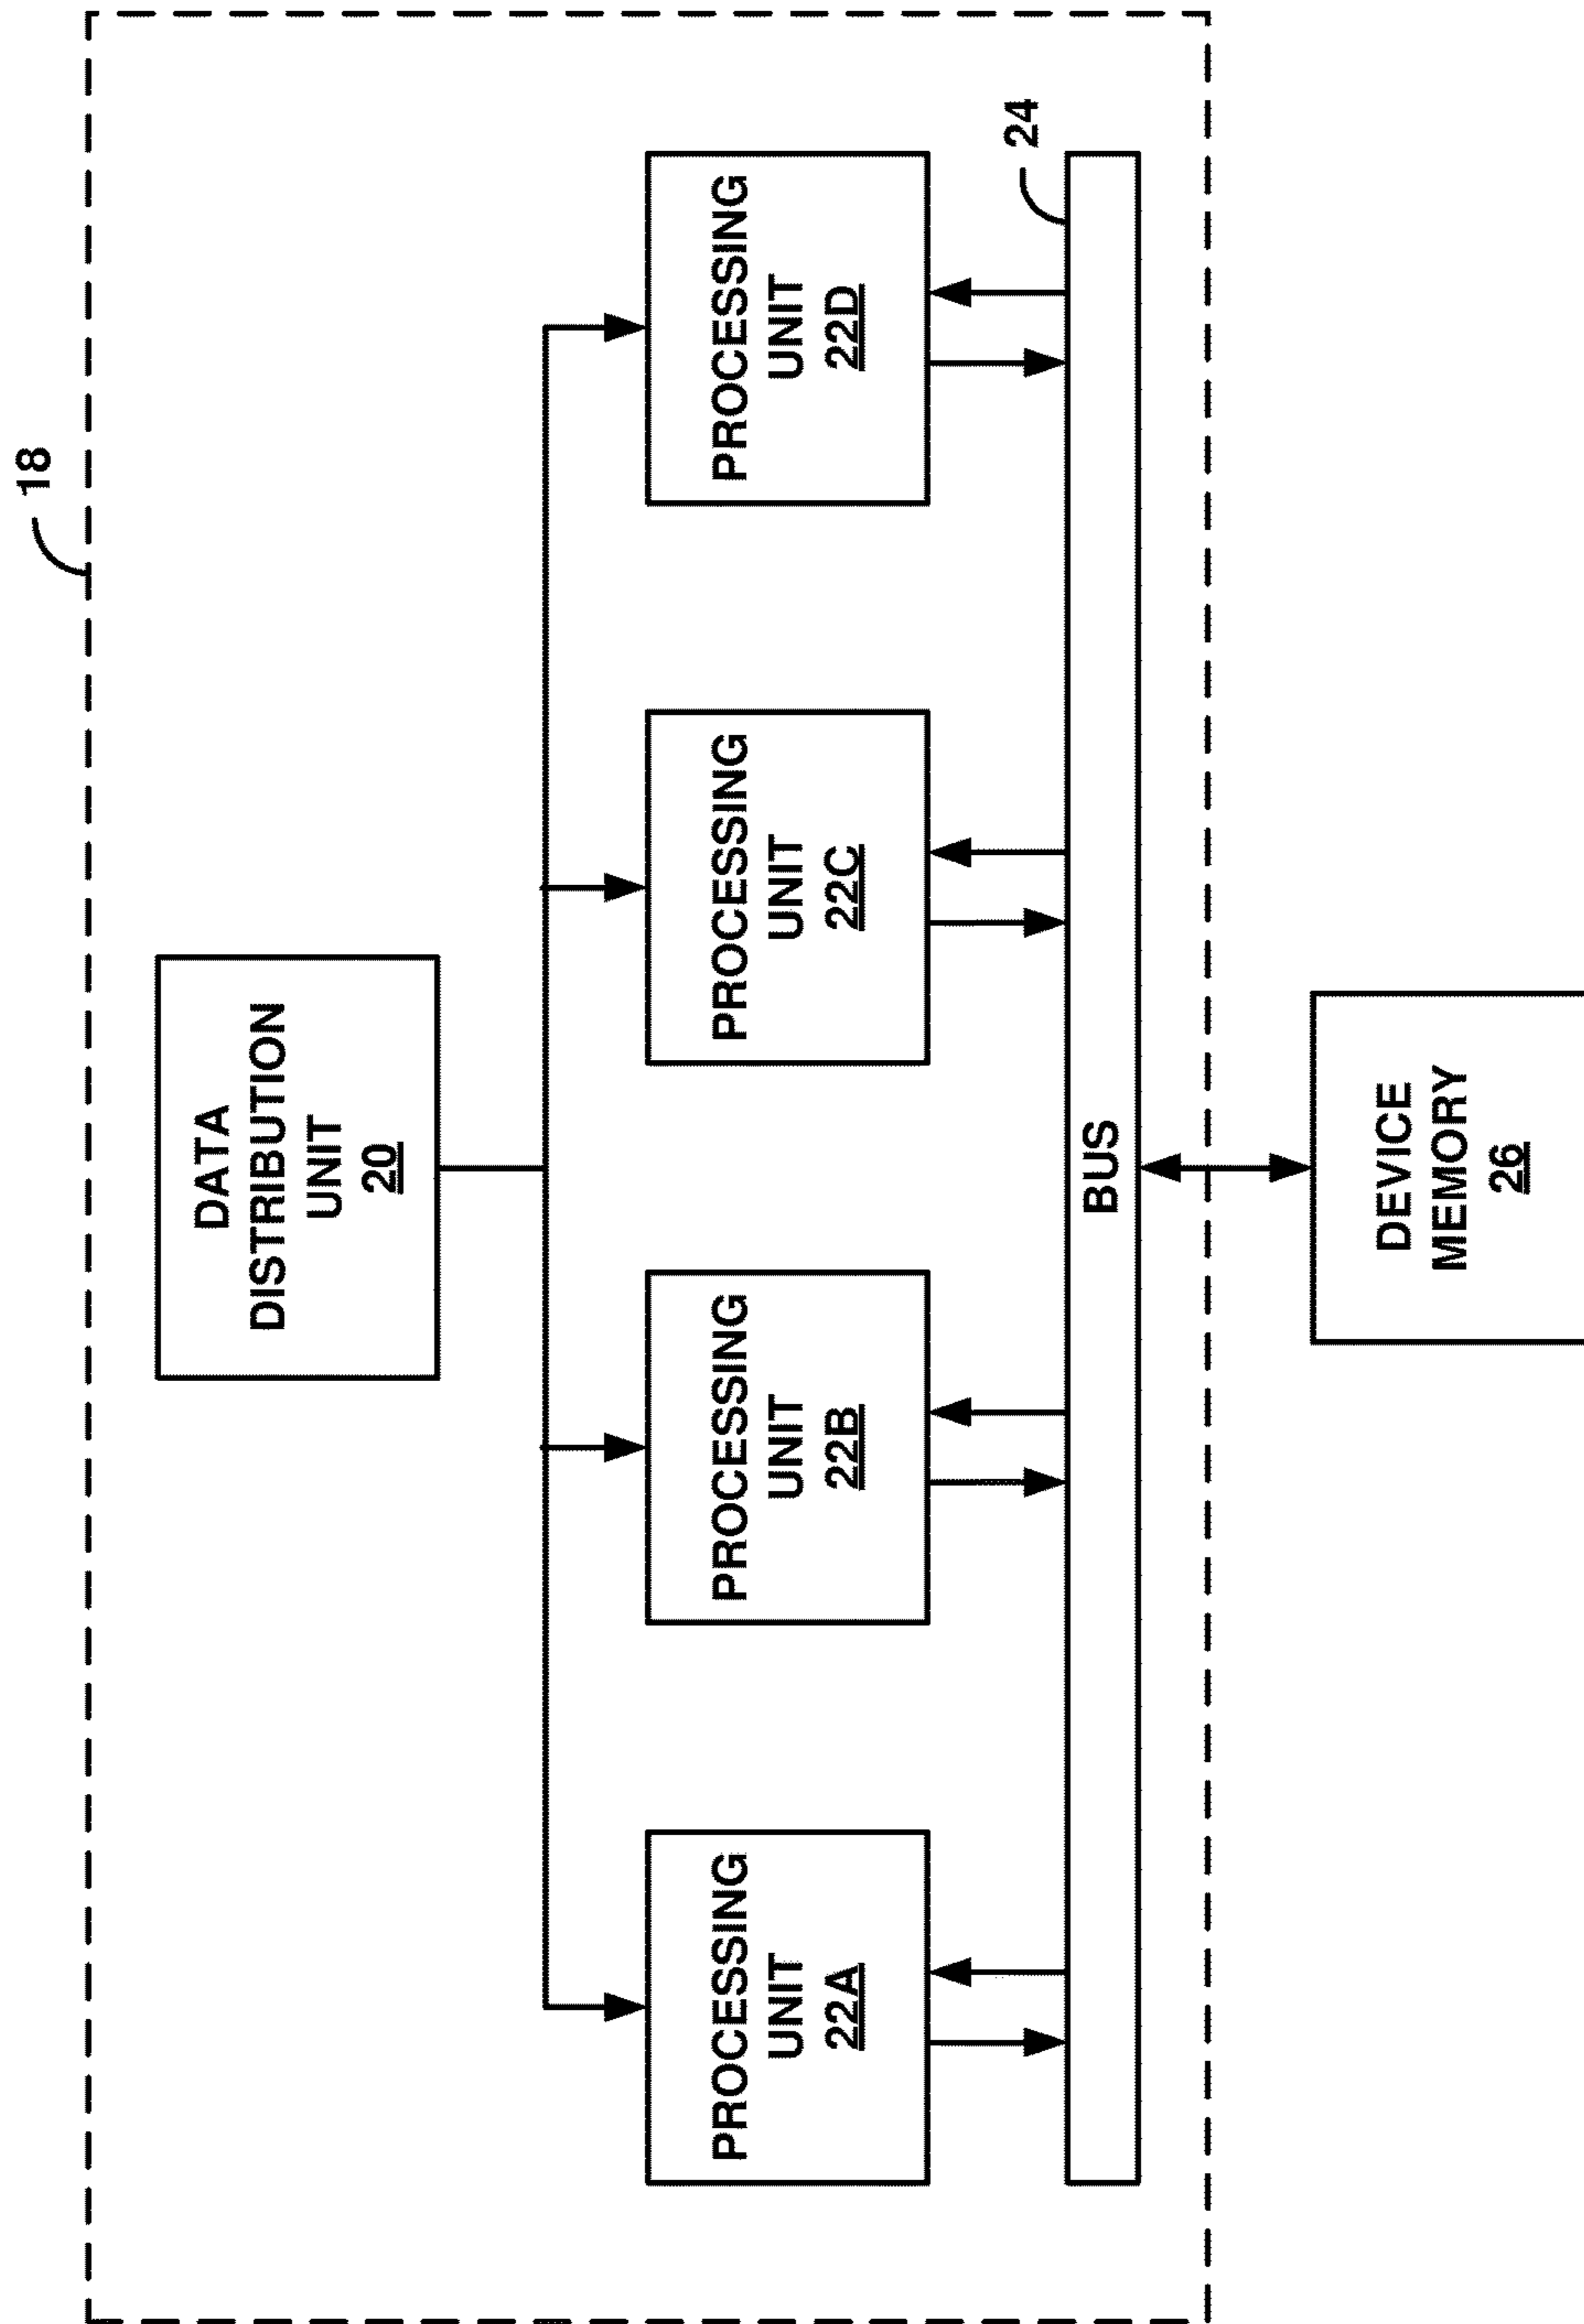 18
DATA
DISTRIBUTION
UNIT
20
PROCESSING
UNIT
22A
PROCESSING
UNIT
22B
PROCESSING
UNIT
22C
PROCESSING
UNIT
22D
24
BUS
DEVICE
MEMORY
26